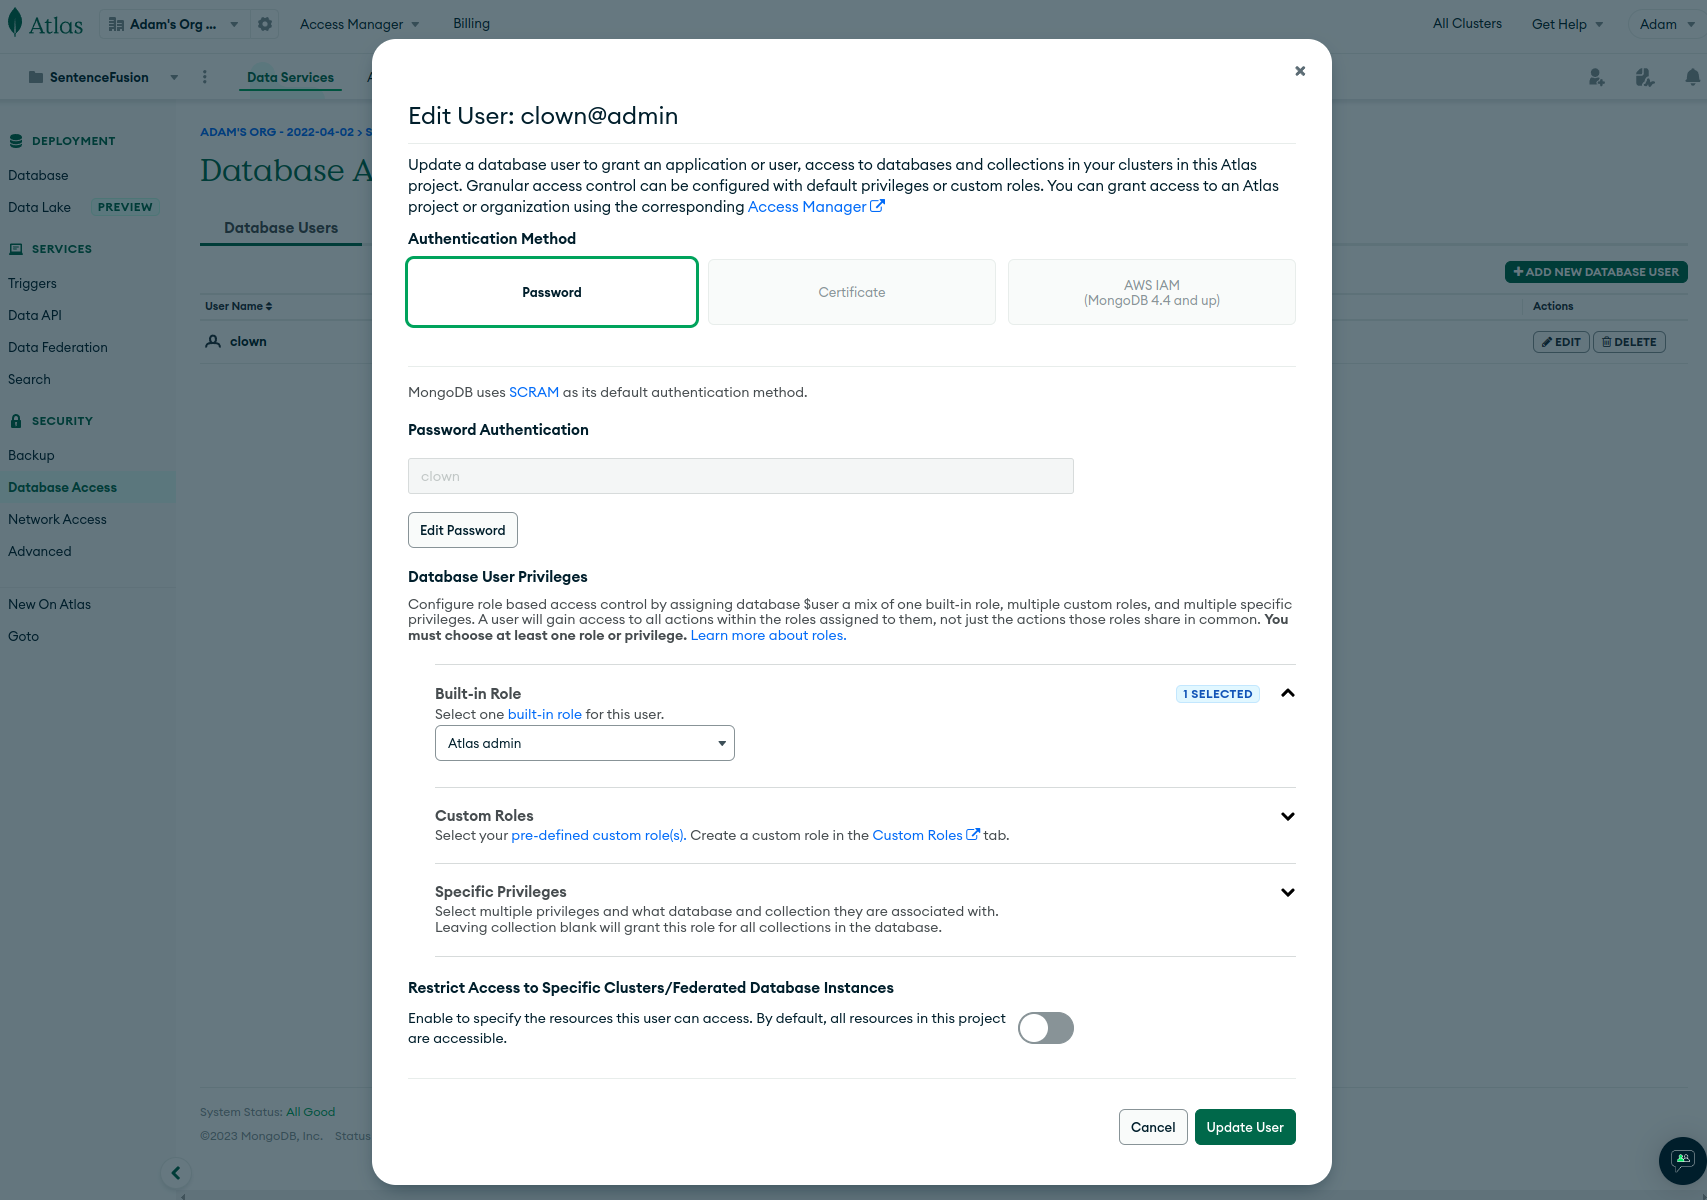 Atlas
Adam's Org ...
Access Manager
Billing
All Clusters
Get Help
Adam
SentenceFusion
Data Services
A
DEPLOYMENT
Database
Data Lake
PREVIEW
SERVICES
Triggers
Data API
Data Federation
Search
SECURITY
Backup
Database Access
Network Access
Advanced
New On Atlas
Goto
ADAM'S ORG - 2022-04-02 > S
Database A
Database Users
ADD NEW DATABASE USER
User Name
Actions
clown
EDIT
DELETE
System Status: All Good
©2023 MongoDB, Inc.
Status
Edit User: clown@admin
Update a database user to grant an application or user, access to databases and collections in your clusters in this Atlas
project. Granular access control can be configured with default privileges or custom roles. You can grant access to an Atlas
project or organization using the corresponding Access Manager
Authentication Method
Password
Certificate
AWS IAM
(MongoDB 4.4 and up)
MongoDB uses SCRAM as its default authentication method.
Password Authentication
clown
Edit Password
Database User Privileges
Configure role based access control by assigning database $user a mix of one built-in role, multiple custom roles, and multiple specific
privileges. A user will gain access to all actions within the roles assigned to them, not just the actions those roles share in common. You
must choose at least one role or privilege. Learn more about roles.
Built-in Role
1 SELECTED
Select one built-in role for this user.
Atlas admin
Custom Roles
Select your pre-defined custom role(s). Create a custom role in the Custom Roles tab.
Specific Privileges
Select multiple privileges and what database and collection they are associated with.
Leaving collection blank will grant this role for all collections in the database.
Restrict Access to Specific Clusters/Federated Database Instances
Enable to specify the resources this user can access. By default, all resources in this project
are accessible.
Cancel
Update User